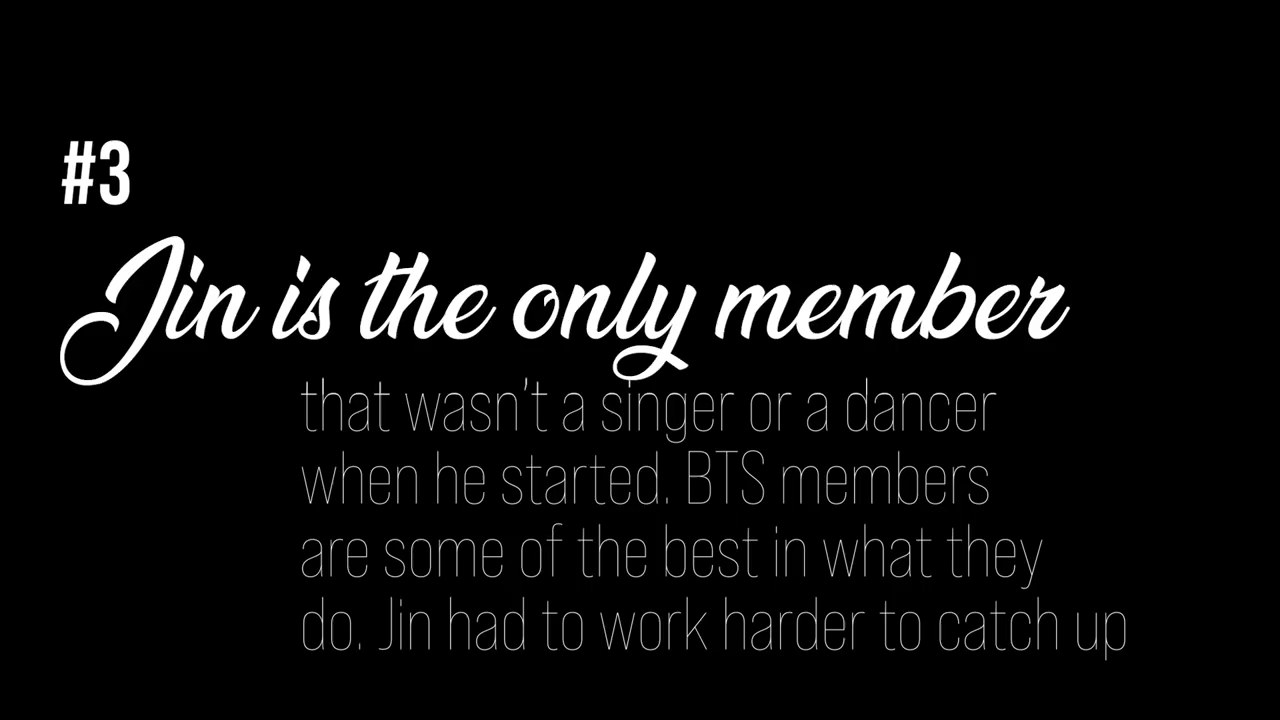 #3
Jin is the only member
that wasn't a singer or a dancer
when he started. BTS members
are some of the best in what they
do. Jin had to work harder to catch up